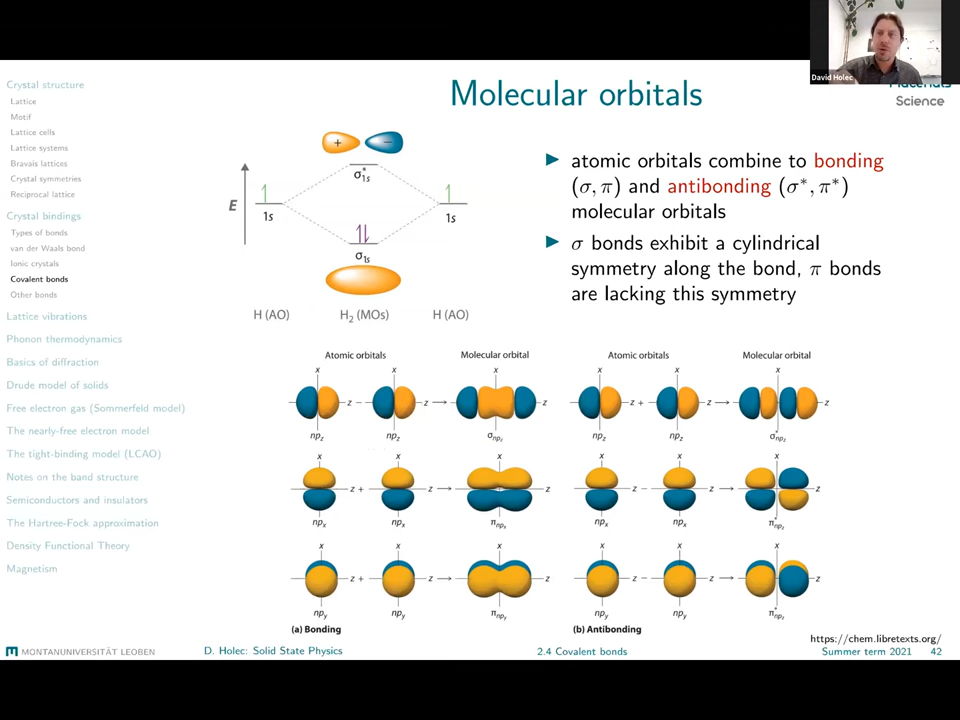 David Holec
Materials
Science
Molecular orbitals
Crystal structure
Lattice
Motif
Lattice cells
Lattice systems
Bravais lattices
Crystal symmetries
Reciprocal lattice
Crystal bindings
Types of bonds
van der Waals bond
Ionic crystals
Covalent bonds
Other bonds
Lattice vibrations
Phonon thermodynamics
Basics of diffraction
Drude model of solids
Free electron gas (Sommerfeld model)
The nearly-free electron model
The tight-binding model (LCAO)
Notes on the band structure
Semiconductors and insulators
The Hartree-Fock approximation
Density Functional Theory
Magnetism
+ −
σ*1s
E
1s 1s
σ1s
H (AO) H2 (MOs) H (AO)
▶ atomic orbitals combine to bonding
(σ, π) and antibonding (σ*, π*)
molecular orbitals
▶ σ bonds exhibit a cylindrical
symmetry along the bond, π bonds
are lacking this symmetry
Atomic orbitals Molecular orbital Atomic orbitals Molecular orbital
x x x x x x
z − z → z z + z → z
npz npz σnpz npz npz σ*npz
x x x x x x
z + z → z z − z → z
npx npx πnpx npx npx π*npz
x x x x x x
z + z → z z − z → z
npy npy πnpy npy npy π*npz
(a) Bonding (b) Antibonding
https://chem.libretexts.org/
MONTANUNIVERSITÄT LEOBEN D. Holec: Solid State Physics 2.4 Covalent bonds Summer term 2021 42